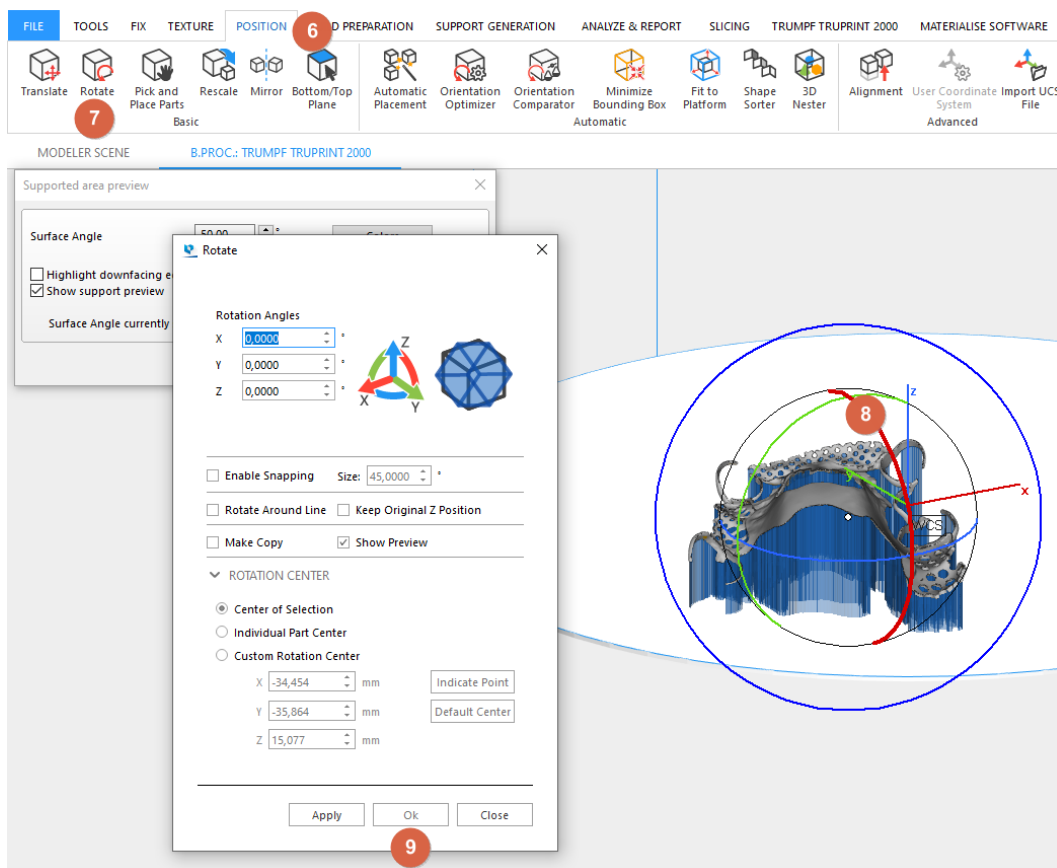 FILE TOOLS FIX TEXTURE POSITION 6 D PREPARATION SUPPORT GENERATION ANALYZE & REPORT SLICING TRUMPF TRUPRINT 2000 MATERIALISE SOFTWARE
Translate Rotate Pick and Place Parts Rescale Mirror Bottom/Top Plane Automatic Placement Orientation Optimizer Orientation Comparator Minimize Bounding Box Fit to Platform Shape Sorter 3D Nester Alignment User Coordinate System Import UCS File
7 Basic Automatic Advanced
MODELER SCENE B.PROC.: TRUMPF TRUPRINT 2000
Supported area preview
Surface Angle 50,00 °
Highlight downfacing e
Show support preview
Surface Angle currently
Rotate
Rotation Angles
X 0,0000 °
Y 0,0000 °
Z 0,0000 °
Z
X Y
Enable Snapping Size: 45,0000 °
Rotate Around Line Keep Original Z Position
Make Copy Show Preview
ROTATION CENTER
Center of Selection
Individual Part Center
Custom Rotation Center
X -34,454 mm Indicate Point
Y -35,864 mm Default Center
Z 15,077 mm
Apply Ok Close
9
8
z
y
x
WCS